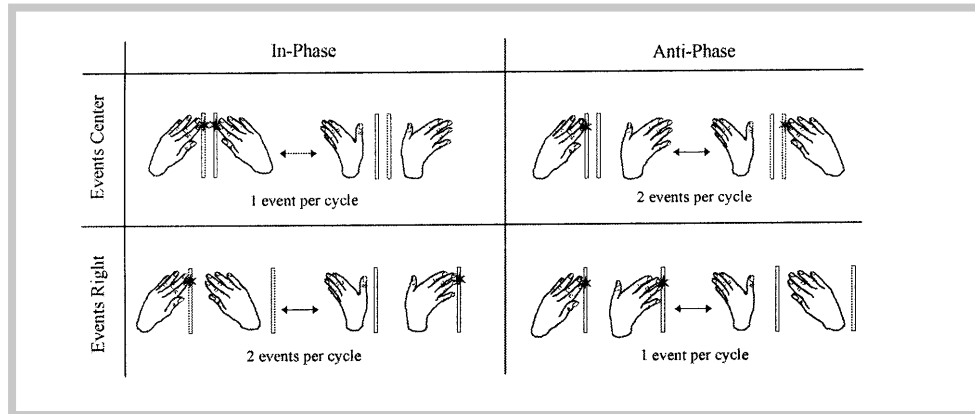 In-Phase
Anti-Phase
Events Center
1 event per cycle
2 events per cycle
Events Right
2 events per cycle
1 event per cycle